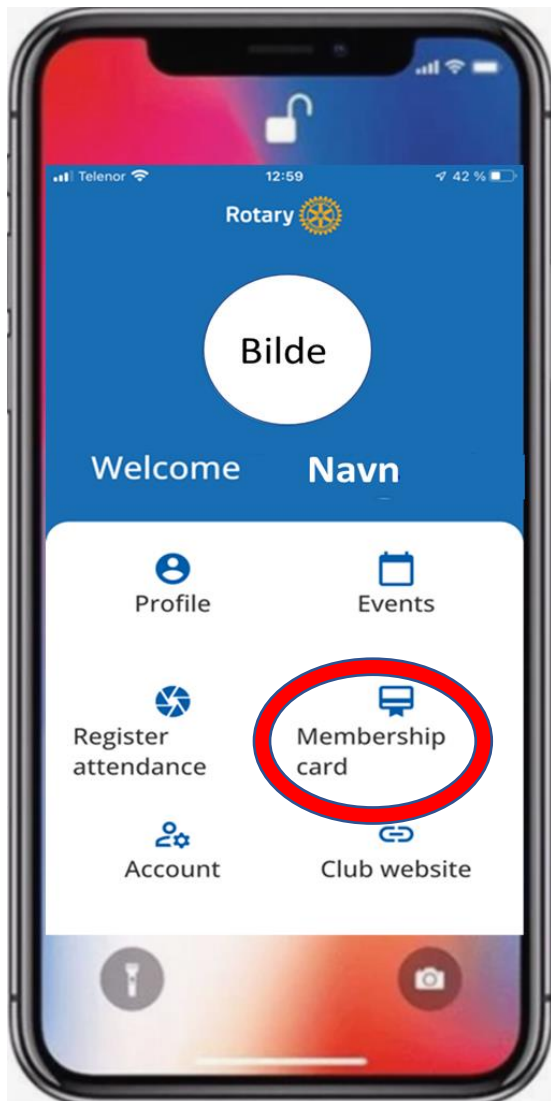 Telenor 12:59 42 %
Rotary
Bilde
Welcome Navn
Profile Events
Register Membership
attendance card
Account Club website